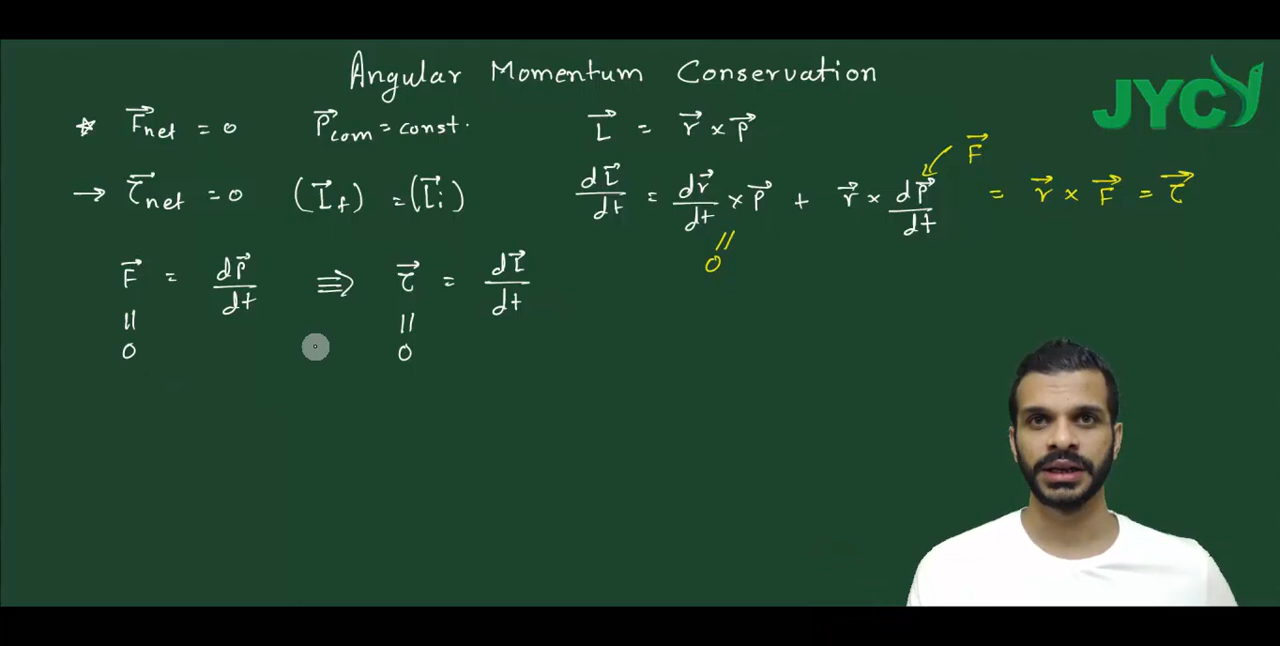 Angular Momentum Conservation
JYC
☆ F⃗net = 0 P⃗com = const. L⃗ = r⃗ × P⃗
→ τ⃗net = 0 (L⃗f) = (L⃗i) dL⃗/dt = dr⃗/dt × P⃗ + r⃗ × dP⃗/dt = r⃗ × F⃗ = τ⃗
F⃗
|| 0
F⃗ = dP⃗/dt ⇛ τ⃗ = dL⃗/dt
|| ||
0 0